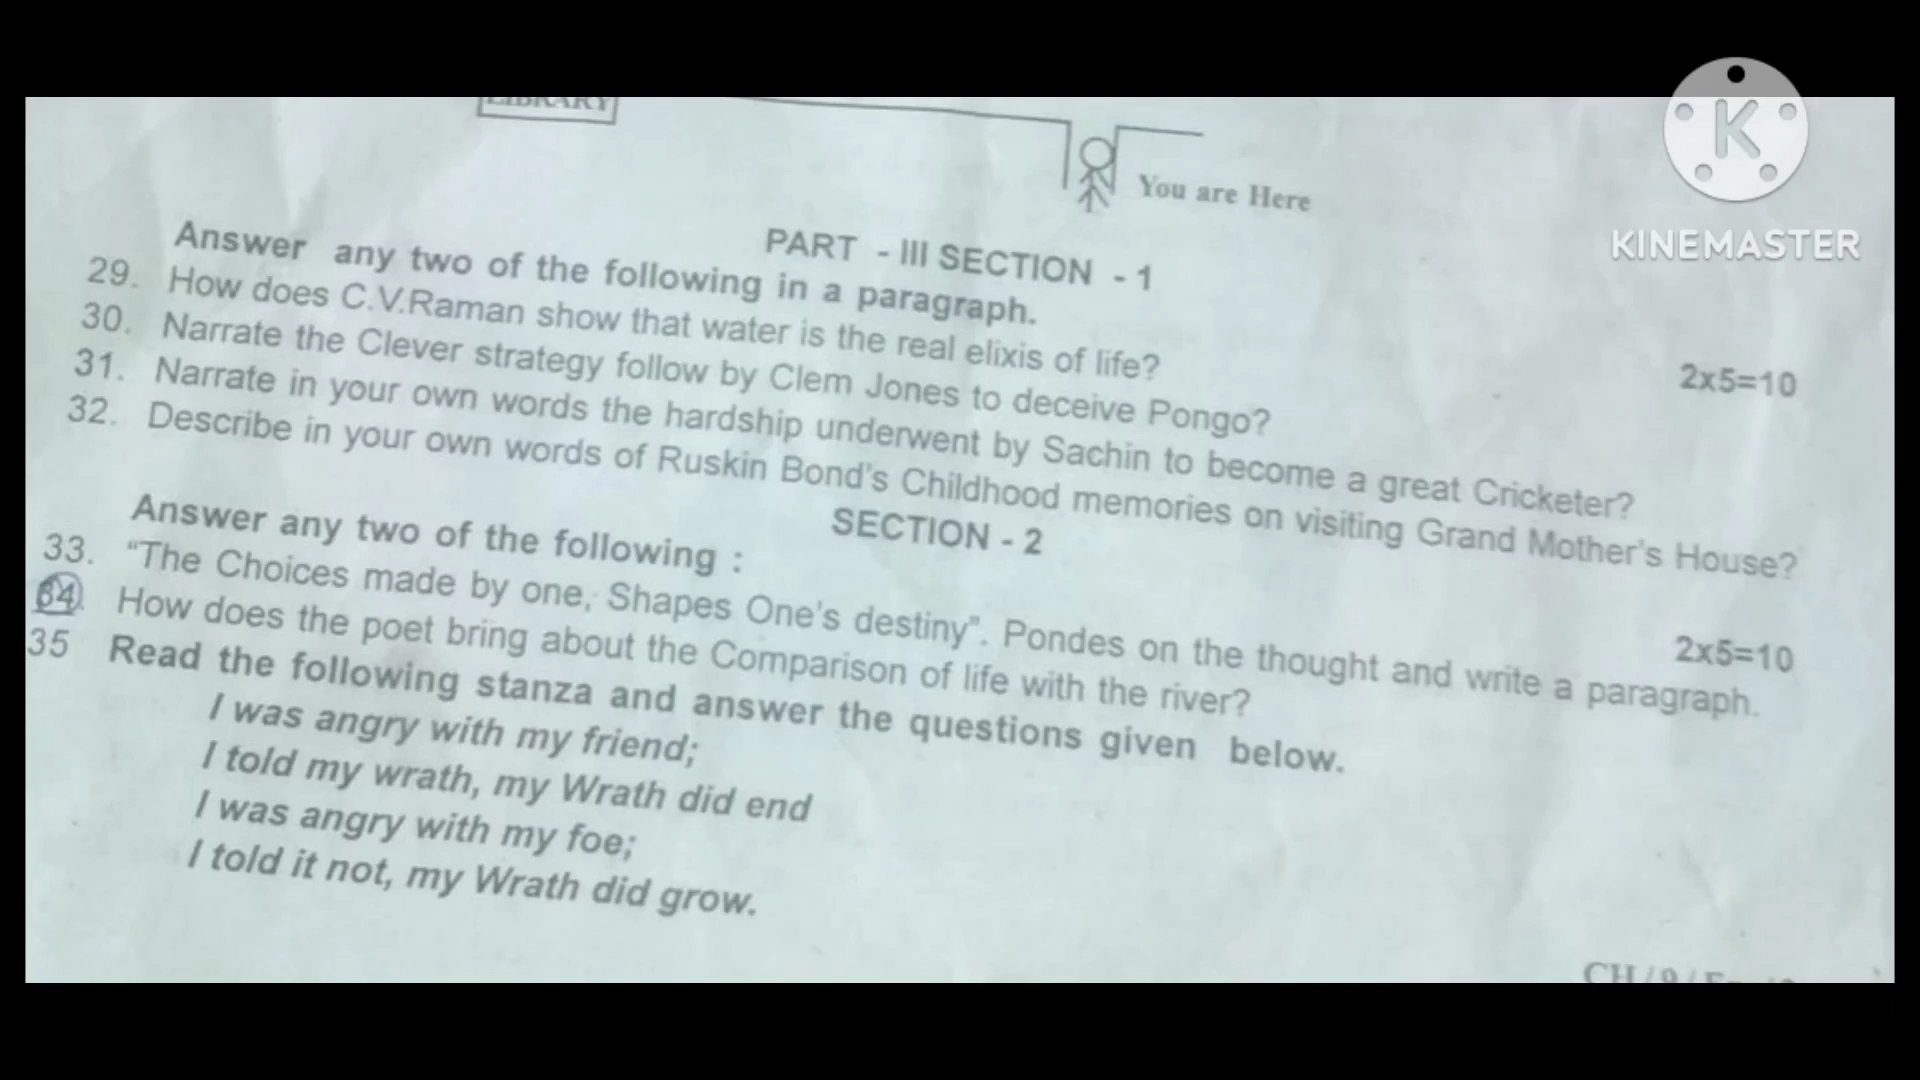 LIBRARY
You are Here
K
KINEMASTER
PART - III SECTION - 1
Answer any two of the following in a paragraph.
2x5=10
29. How does C.V.Raman show that water is the real elixis of life?
30. Narrate the Clever strategy follow by Clem Jones to deceive Pongo?
31. Narrate in your own words the hardship underwent by Sachin to become a great Cricketer?
32. Describe in your own words of Ruskin Bond's Childhood memories on visiting Grand Mother's House?
SECTION - 2
Answer any two of the following :
2x5=10
33. "The Choices made by one, Shapes One's destiny". Pondes on the thought and write a paragraph.
34. How does the poet bring about the Comparison of life with the river?
35 Read the following stanza and answer the questions given below.
I was angry with my friend;
I told my wrath, my Wrath did end
I was angry with my foe;
I told it not, my Wrath did grow.